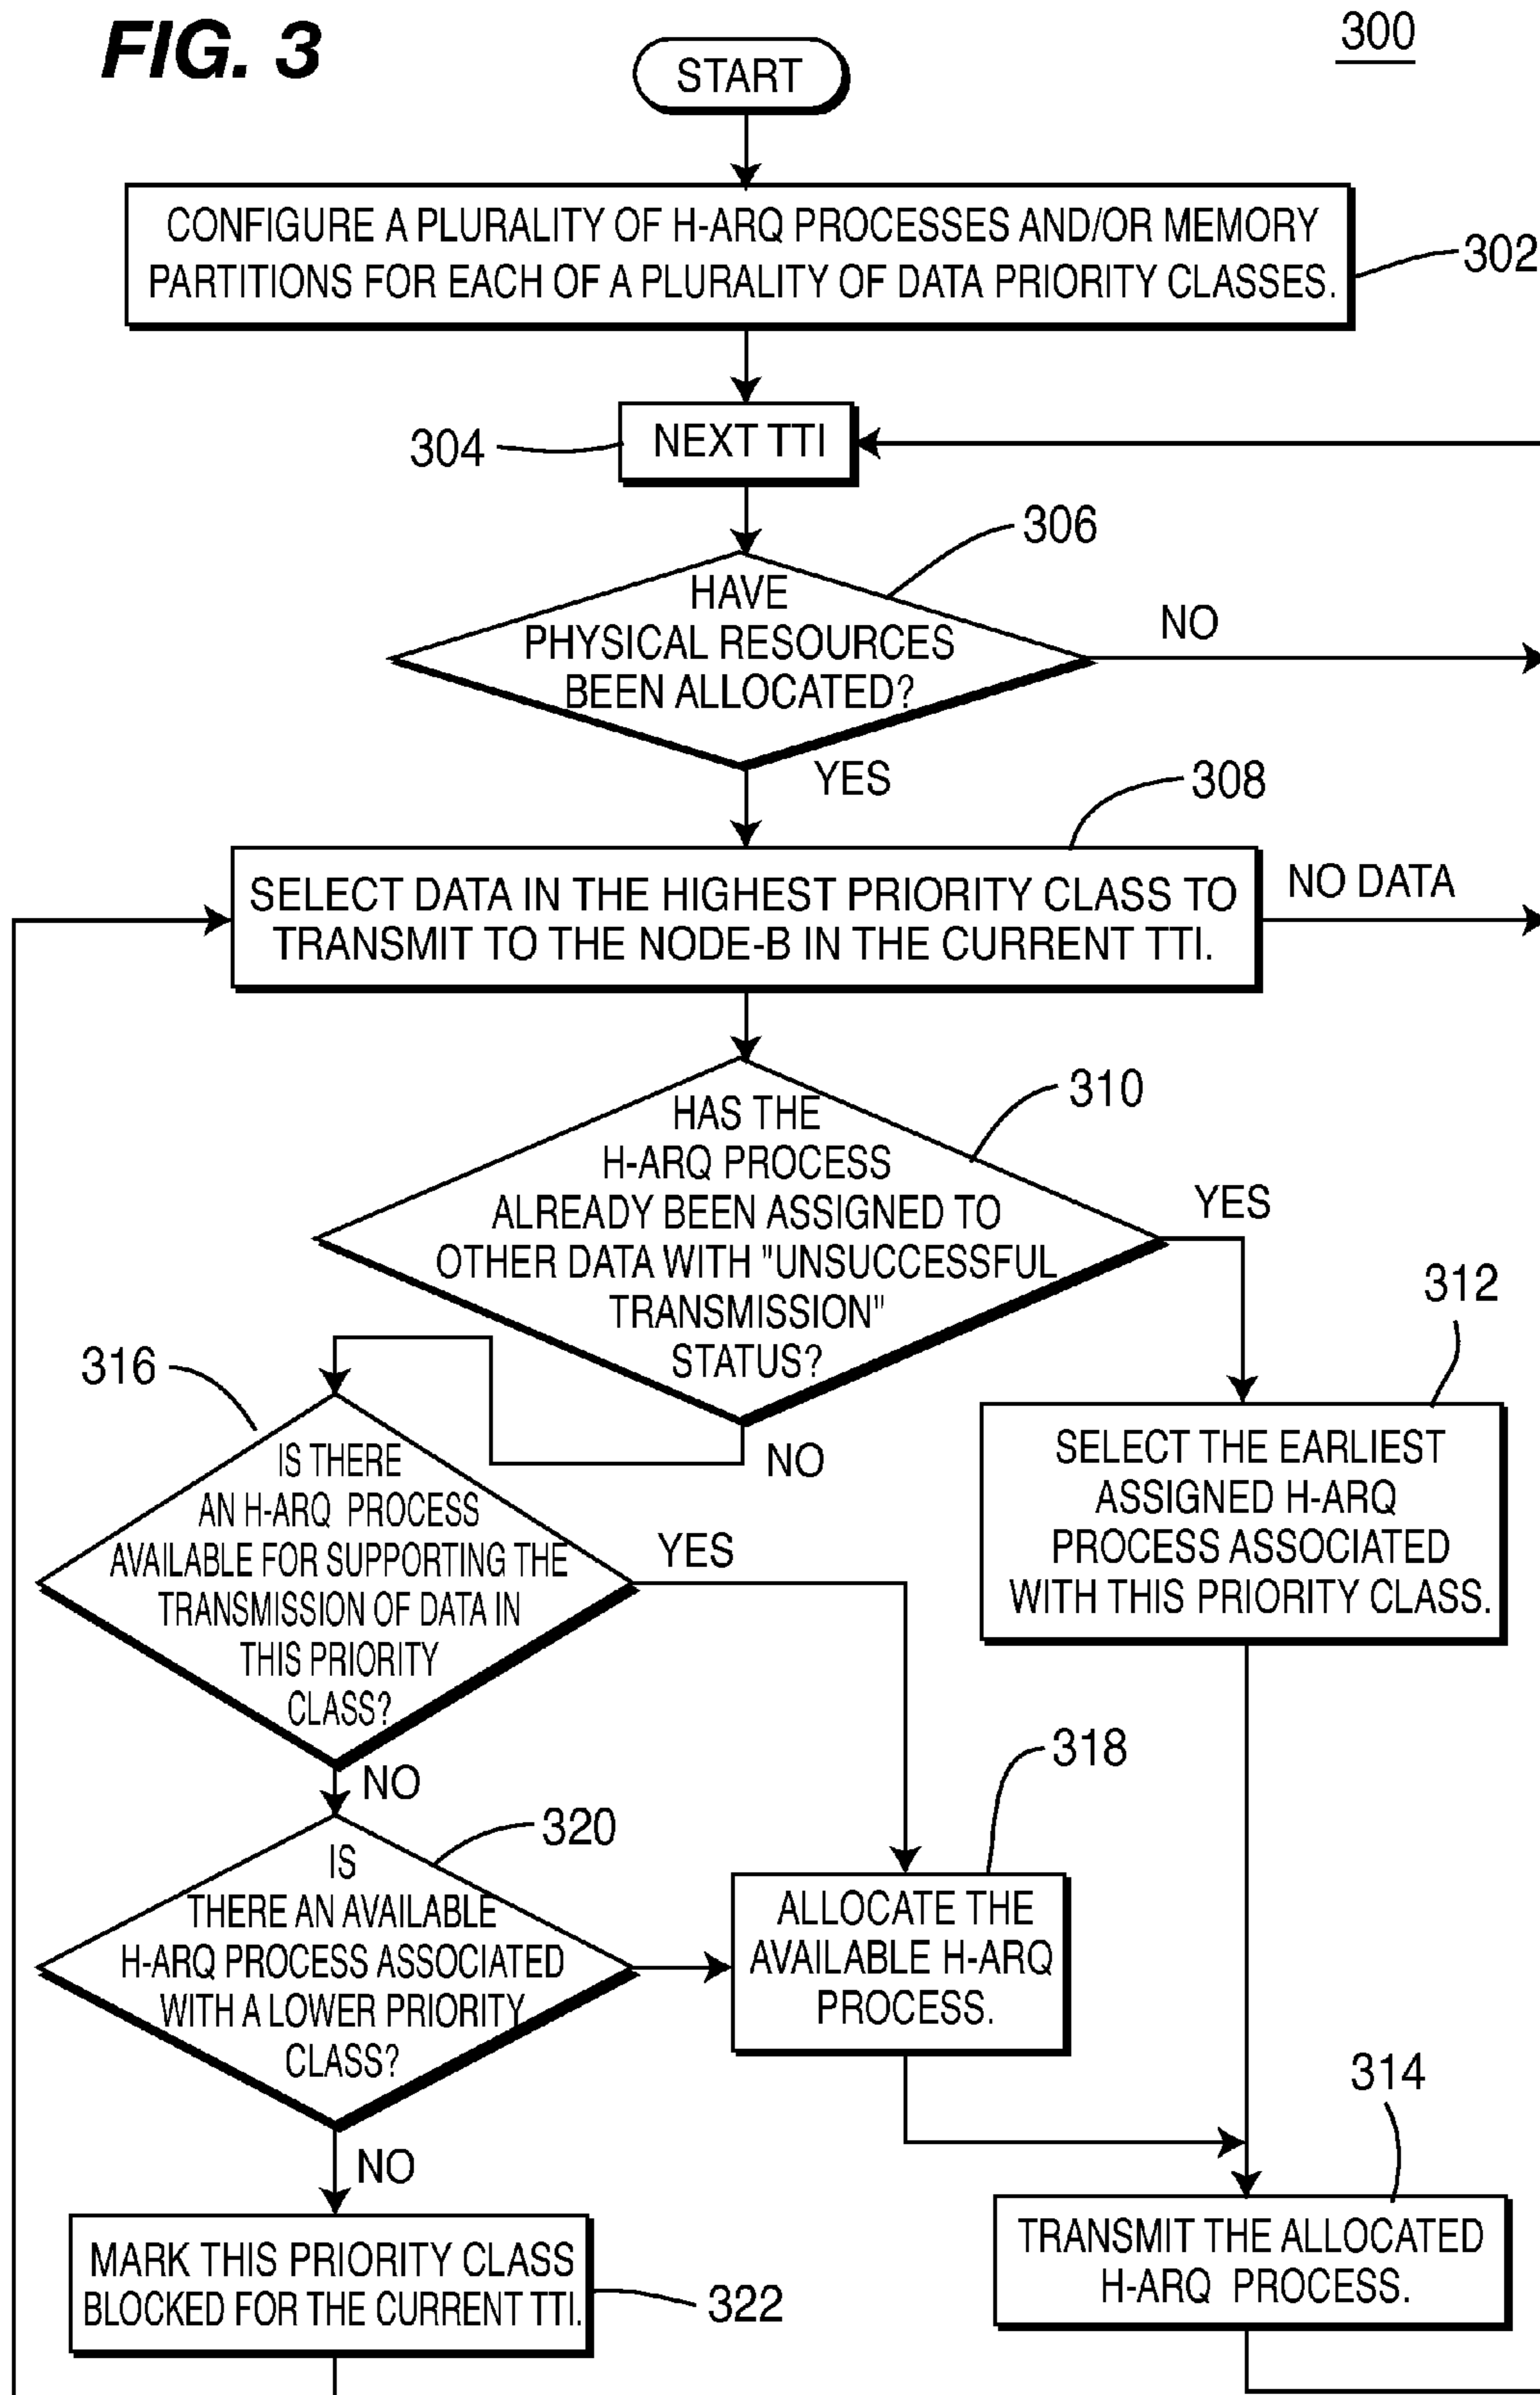 FIG. 3
300
START
CONFIGURE A PLURALITY OF H-ARQ PROCESSES AND/OR MEMORY
PARTITIONS FOR EACH OF A PLURALITY OF DATA PRIORITY CLASSES.
302
304
NEXT TTI
306
HAVE
PHYSICAL RESOURCES
BEEN ALLOCATED?
NO
YES
308
SELECT DATA IN THE HIGHEST PRIORITY CLASS TO
TRANSMIT TO THE NODE-B IN THE CURRENT TTI.
NO DATA
310
HAS THE
H-ARQ PROCESS
ALREADY BEEN ASSIGNED TO
OTHER DATA WITH "UNSUCCESSFUL
TRANSMISSION"
STATUS?
YES
NO
312
SELECT THE EARLIEST
ASSIGNED H-ARQ
PROCESS ASSOCIATED
WITH THIS PRIORITY CLASS.
316
IS THERE
AN H-ARQ PROCESS
AVAILABLE FOR SUPPORTING THE
TRANSMISSION OF DATA IN
THIS PRIORITY
CLASS?
YES
NO
318
ALLOCATE THE
AVAILABLE H-ARQ
PROCESS.
320
IS
THERE AN AVAILABLE
H-ARQ PROCESS ASSOCIATED
WITH A LOWER PRIORITY
CLASS?
NO
314
TRANSMIT THE ALLOCATED
H-ARQ PROCESS.
MARK THIS PRIORITY CLASS
BLOCKED FOR THE CURRENT TTI.
322